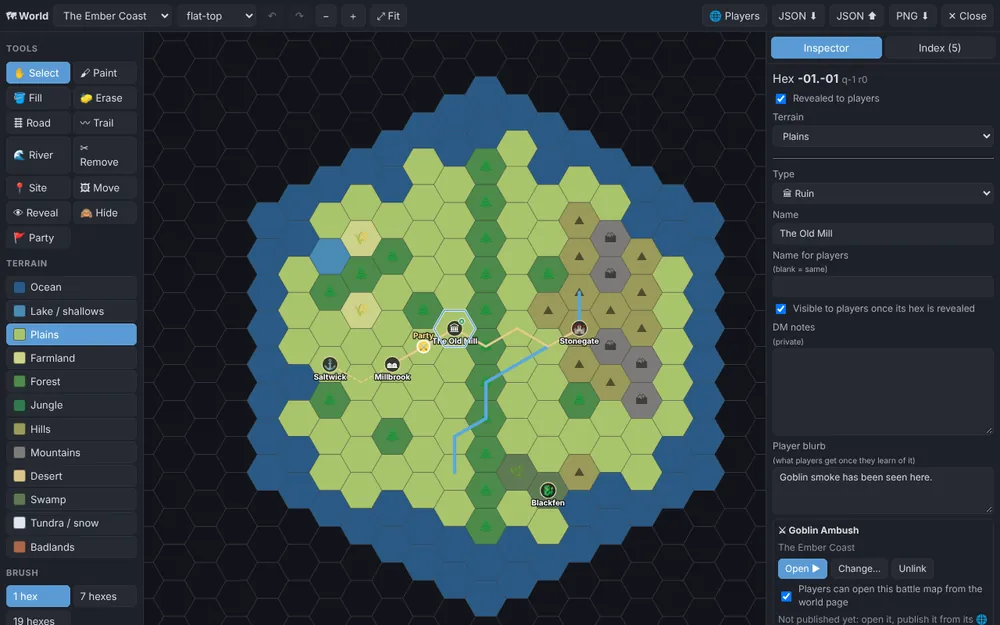 World
The Ember Coast
flat-top
−
+
Fit
Players
JSON
JSON
PNG
✕ Close
TOOLS
Select
Paint
Fill
Erase
Road
Trail
River
Remove
Site
Move
Reveal
Hide
Party
TERRAIN
Ocean
Lake / shallows
Plains
Farmland
Forest
Jungle
Hills
Mountains
Desert
Swamp
Tundra / snow
Badlands
BRUSH
1 hex
7 hexes
19 hexes
Party
The Old Mill
Stonegate
Saltwick
Millbrook
Blackfen
Inspector
Index (5)
Hex -01.-01 q-1 r0
Revealed to players
Terrain
Plains
Type
Ruin
Name
The Old Mill
Name for players
(blank = same)
Visible to players once its hex is revealed
DM notes
(private)
Player blurb
(what players get once they learn of it)
Goblin smoke has been seen here.
Goblin Ambush
The Ember Coast
Open
Change...
Unlink
Players can open this battle map from the
world page
Not published yet: open it, publish it from its